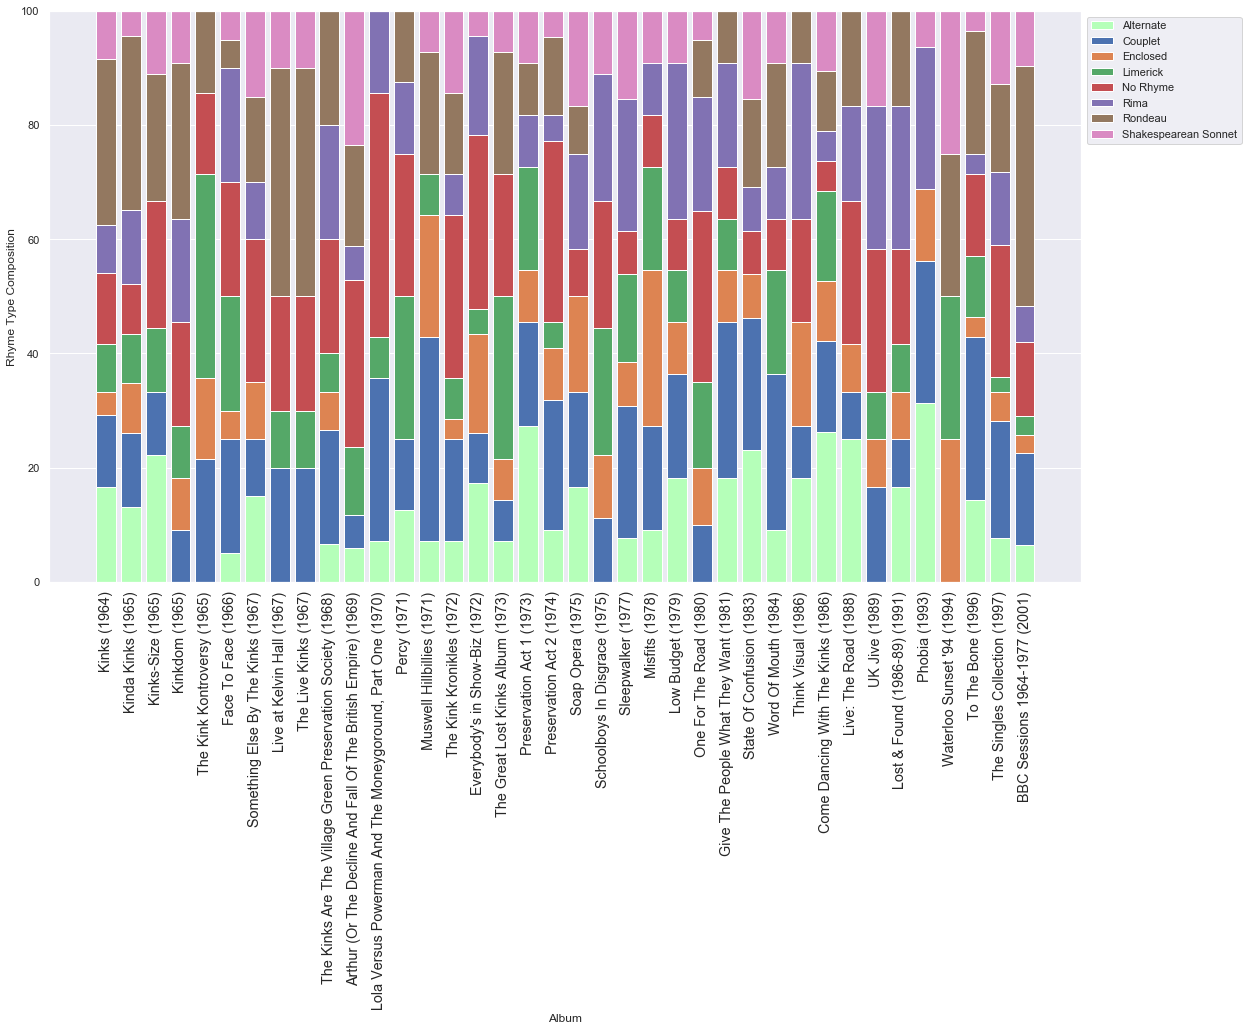 100
80
60
40
20
0
Rhyme Type Composition
Alternate
Couplet
Enclosed
Limerick
No Rhyme
Rima
Rondeau
Shakespearean Sonnet
Kinks (1964)
Kinda Kinks (1965)
Kinks-Size (1965)
Kinkdom (1965)
The Kink Kontroversy (1965)
Face To Face (1966)
Something Else By The Kinks (1967)
Live at Kelvin Hall (1967)
The Live Kinks (1967)
The Kinks Are The Village Green Preservation Society (1968)
Arthur (Or The Decline And Fall Of The British Empire) (1969)
Lola Versus Powerman And The Moneygoround, Part One (1970)
Percy (1971)
Muswell Hillbillies (1971)
The Kink Kronikles (1972)
Everybody's in Show-Biz (1972)
The Great Lost Kinks Album (1973)
Preservation Act 1 (1973)
Preservation Act 2 (1974)
Soap Opera (1975)
Schoolboys In Disgrace (1975)
Sleepwalker (1977)
Misfits (1978)
Low Budget (1979)
One For The Road (1980)
Give The People What They Want (1981)
State Of Confusion (1983)
Word Of Mouth (1984)
Think Visual (1986)
Come Dancing With The Kinks (1986)
Live: The Road (1988)
UK Jive (1989)
Lost & Found (1986-89) (1991)
Phobia (1993)
Waterloo Sunset '94 (1994)
To The Bone (1996)
The Singles Collection (1997)
BBC Sessions 1964-1977 (2001)
Album